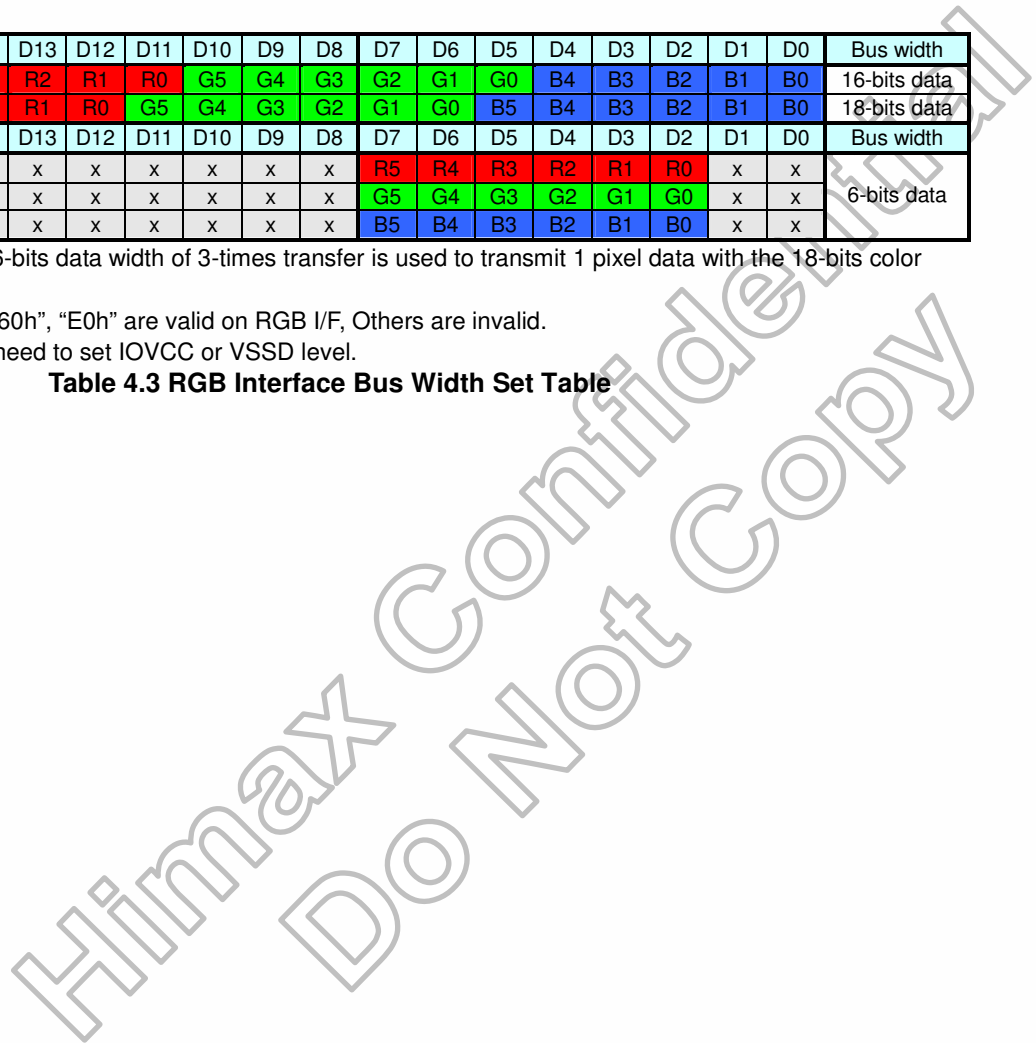 D13 D12 D11 D10 D9 D8 D7 D6 D5 D4 D3 D2 D1 D0 Bus width
R2 R1 R0 G5 G4 G3 G2 G1 G0 B4 B3 B2 B1 B0 16-bits data
R1 R0 G5 G4 G3 G2 G1 G0 B5 B4 B3 B2 B1 B0 18-bits data
D13 D12 D11 D10 D9 D8 D7 D6 D5 D4 D3 D2 D1 D0 Bus width
x x x x x x R5 R4 R3 R2 R1 R0 x x 6-bits data
x x x x x x G5 G4 G3 G2 G1 G0 x x
x x x x x x B5 B4 B3 B2 B1 B0 x x
6-bits data width of 3-times transfer is used to transmit 1 pixel data with the 18-bits color
60h”, “E0h” are valid on RGB I/F, Others are invalid.
need to set IOVCC or VSSD level.
Table 4.3 RGB Interface Bus Width Set Table
Himax Confidential
Do Not Copy